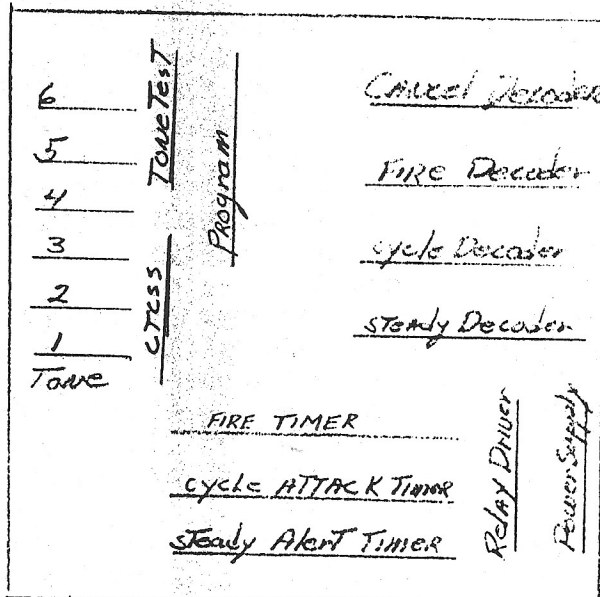 6
5
4
3
2
1
Tone
CTCSS
Tone Test
Program
Cancel Decoder
FIRE Decoder
cycle Decoder
steady Decoder
FIRE TIMER
cycle ATTACK TIMER
steady Alert TIMER
Relay Driver
Power Supply